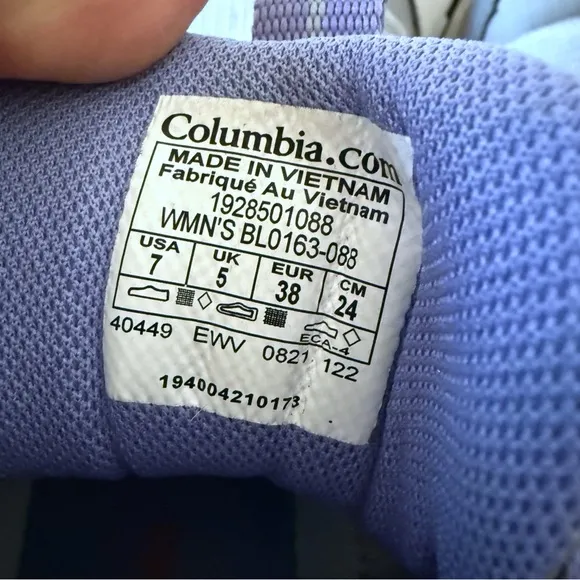 Columbia.com
MADE IN VIETNAM
Fabriqué Au Vietnam
1928501088
WMN'S BL0163-088
USA UK EUR CM
7 5 38 24
ECA-4
40449 EWV 0821 122
194004210173